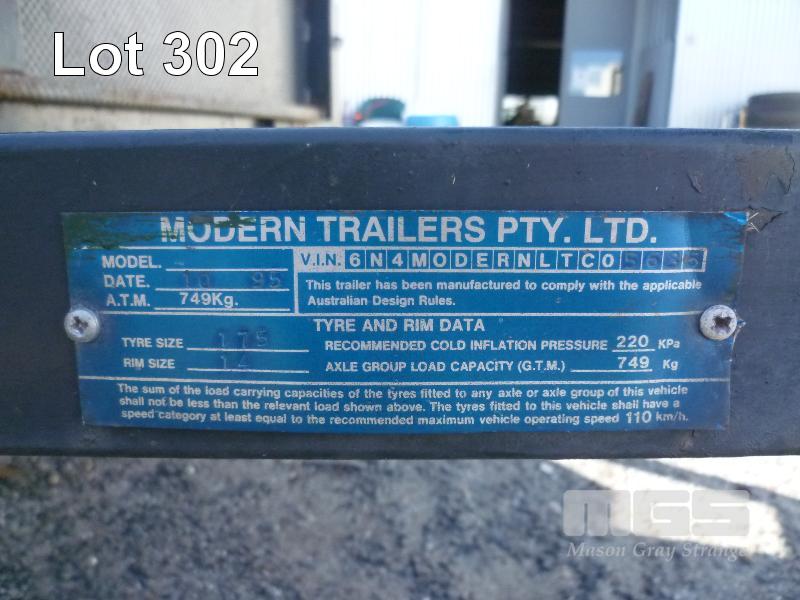 Lot 302
MODERN TRAILERS PTY. LTD.
MODEL.
V.I.N. 6N4MODERNLTC05695
DATE. 10 95
A.T.M. 749Kg.
This trailer has been manufactured to comply with the applicable
Australian Design Rules.
TYRE AND RIM DATA
TYRE SIZE 175
RECOMMENDED COLD INFLATION PRESSURE 220 KPa
RIM SIZE 14
AXLE GROUP LOAD CAPACITY (G.T.M.) 749 Kg
The sum of the load carrying capacities of the tyres fitted to any axle or axle group of this vehicle
shall not be less than the relevant load shown above. The tyres fitted to this vehicle shall have a
speed category at least equal to the recommended maximum vehicle operating speed 110 km/h.
MGS
Mason Gray Strange